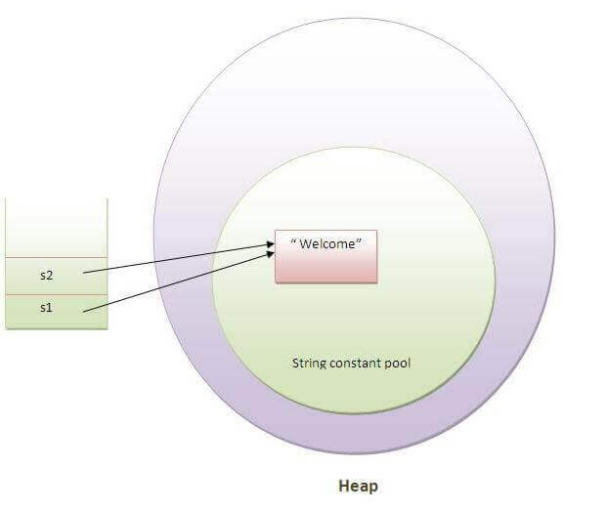 “ Welcome”
s2
s1
String constant pool
Heap